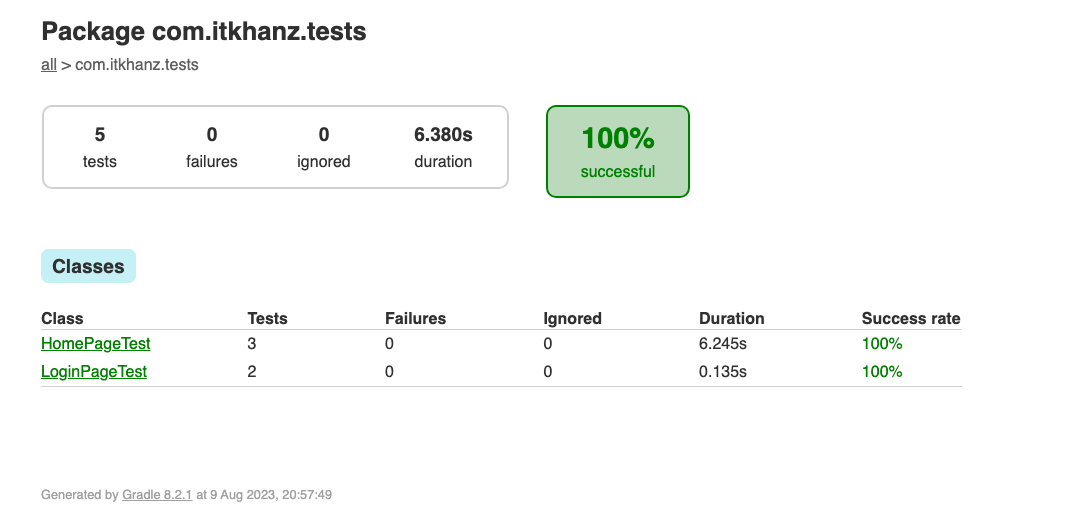 Package com.itkhanz.tests
all > com.itkhanz.tests
5 0 0 6.380s
tests failures ignored duration
100%
successful
Classes
Class Tests Failures Ignored Duration Success rate
HomePageTest 3 0 0 6.245s 100%
LoginPageTest 2 0 0 0.135s 100%
Generated by Gradle 8.2.1 at 9 Aug 2023, 20:57:49